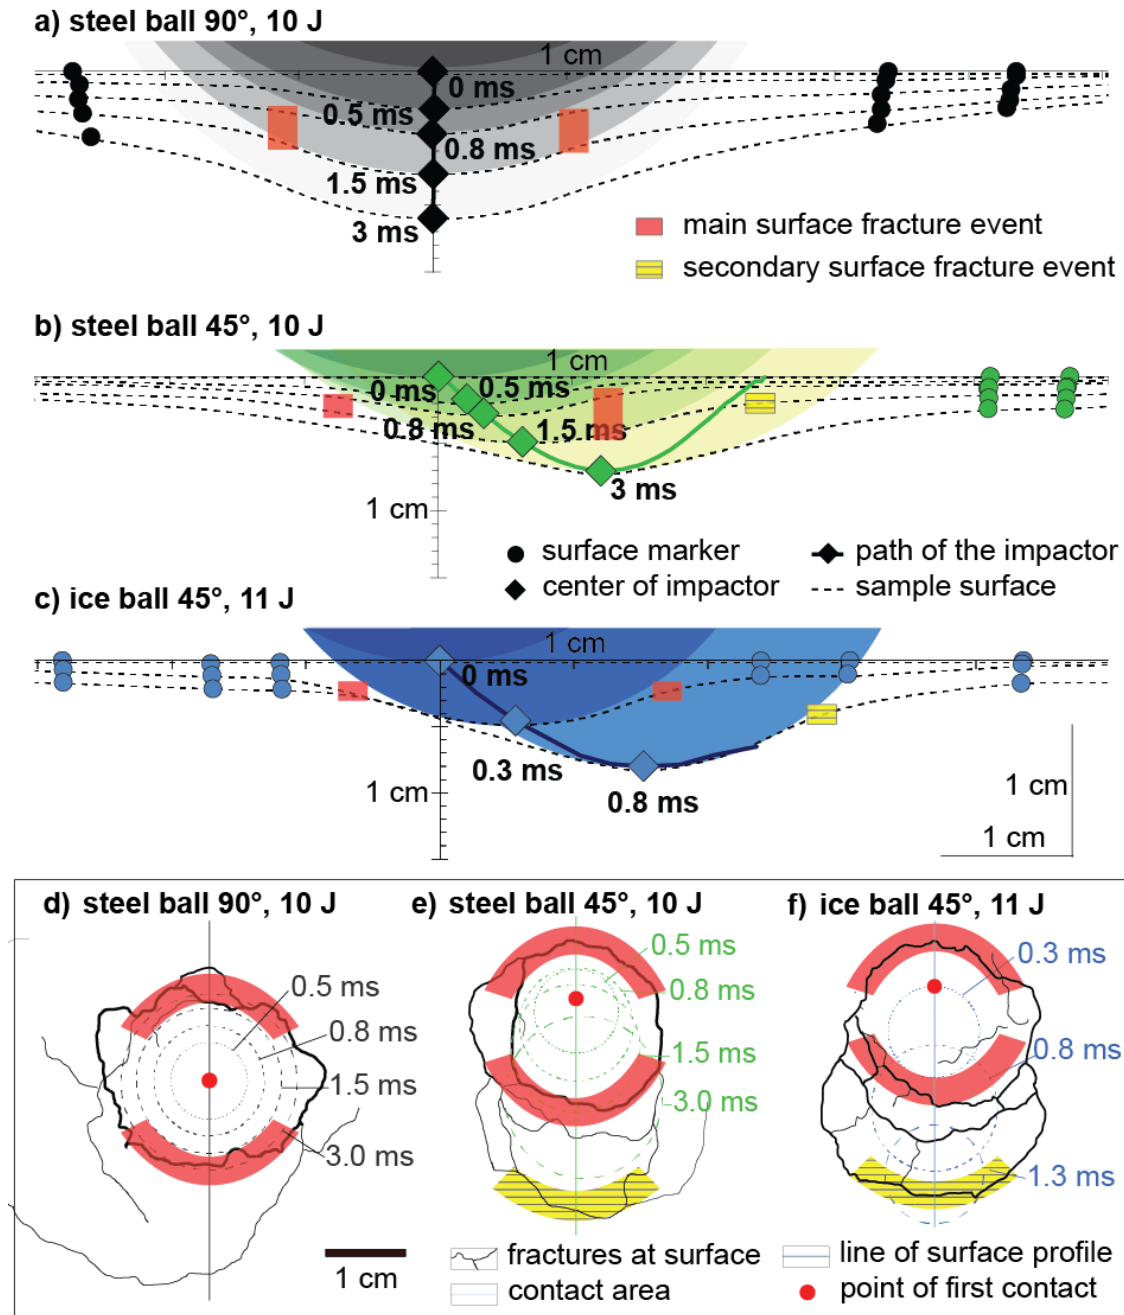 a) steel ball 90°, 10 J
1 cm
0 ms
0.5 ms
0.8 ms
1.5 ms
3 ms
main surface fracture event
secondary surface fracture event
b) steel ball 45°, 10 J
1 cm
0 ms
0.5 ms
0.8 ms
1.5 ms
3 ms
1 cm
surface marker
path of the impactor
center of impactor
sample surface
c) ice ball 45°, 11 J
1 cm
0 ms
0.3 ms
1 cm
0.8 ms
1 cm
1 cm
d) steel ball 90°, 10 J
0.5 ms
0.8 ms
1.5 ms
3.0 ms
1 cm
e) steel ball 45°, 10 J
0.5 ms
0.8 ms
1.5 ms
3.0 ms
f) ice ball 45°, 11 J
0.3 ms
0.8 ms
1.3 ms
fractures at surface
line of surface profile
contact area
point of first contact